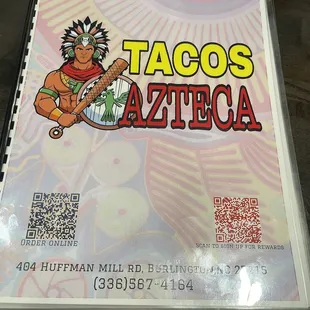 TACOS
AZTECA
ORDER ONLINE
SCAN TO SIGN UP FOR REWARDS
404 HUFFMAN MILL RD, BURLINGTON NC 27215
(336)567-4164